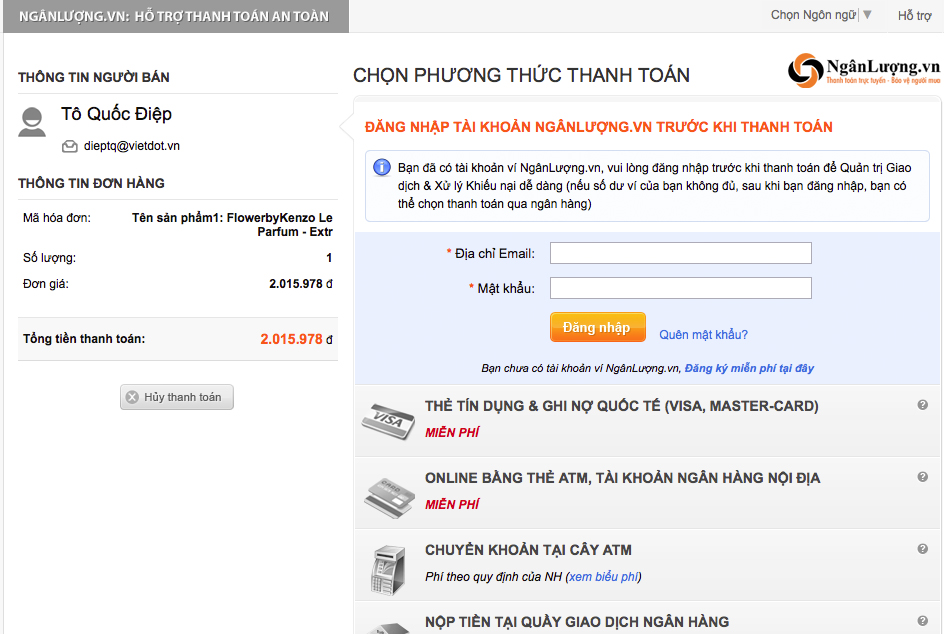 NGÂNLƯỢNG.VN: HỖ TRỢ THANH TOÁN AN TOÀN
Chọn Ngôn ngữ
Hỗ trợ
THÔNG TIN NGƯỜI BÁN
Tô Quốc Điệp
dieptq@vietdot.vn
THÔNG TIN ĐƠN HÀNG
Mã hóa đơn: Tên sản phẩm1: FlowerbyKenzo Le
Parfum - Extr
Số lượng: 1
Đơn giá: 2.015.978 đ
Tổng tiền thanh toán: 2.015.978 đ
Hủy thanh toán
CHỌN PHƯƠNG THỨC THANH TOÁN
NgânLượng.vn
Thanh toán trực tuyến - Bảo vệ người mua
ĐĂNG NHẬP TÀI KHOẢN NGÂNLƯỢNG.VN TRƯỚC KHI THANH TOÁN
Bạn đã có tài khoản ví NgânLượng.vn, vui lòng đăng nhập trước khi thanh toán để Quản trị Giao
dịch & Xử lý Khiếu nại dễ dàng (nếu số dư ví của bạn không đủ, sau khi bạn đăng nhập, bạn có
thể chọn thanh toán qua ngân hàng)
* Địa chỉ Email:
* Mật khẩu:
Đăng nhập
Quên mật khẩu?
Bạn chưa có tài khoản ví NgânLượng.vn, Đăng ký miễn phí tại đây
VISA
THẺ TÍN DỤNG & GHI NỢ QUỐC TẾ (VISA, MASTER-CARD)
MIỄN PHÍ
ONLINE BẰNG THẺ ATM, TÀI KHOẢN NGÂN HÀNG NỘI ĐỊA
MIỄN PHÍ
CHUYỂN KHOẢN TẠI CÂY ATM
Phí theo quy định của NH (xem biểu phí)
NỘP TIỀN TẠI QUẦY GIAO DỊCH NGÂN HÀNG